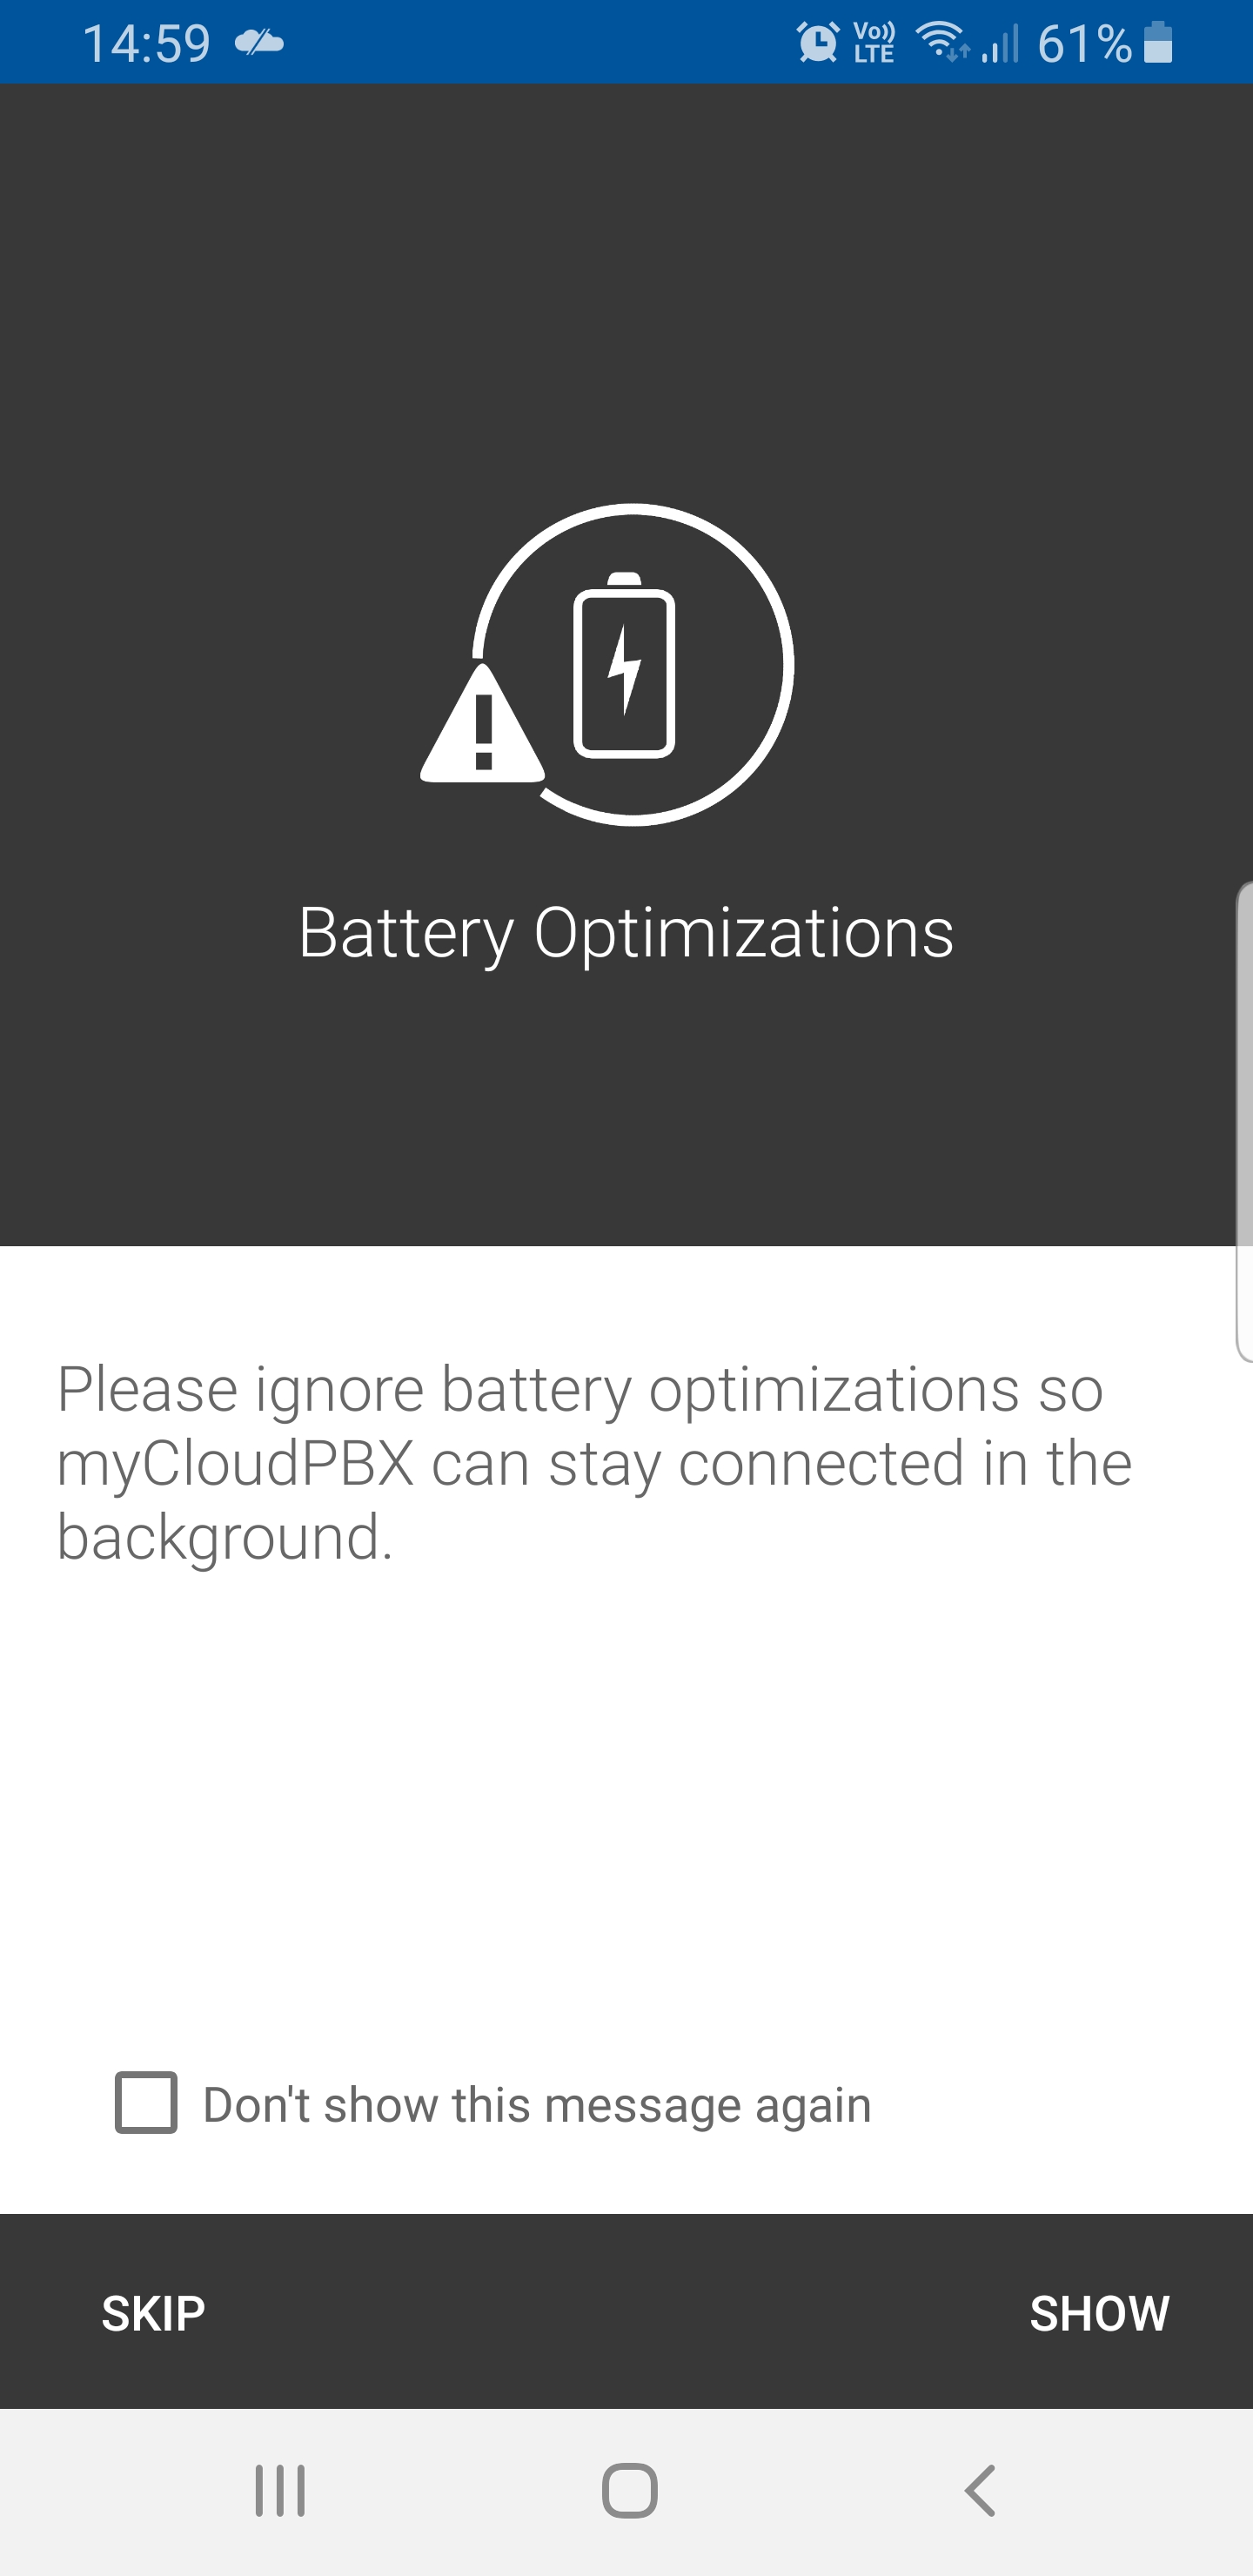 14:59 Vo)) LTE 61%
Battery Optimizations
Please ignore battery optimizations so
myCloudPBX can stay connected in the
background.
Don't show this message again
SKIP SHOW